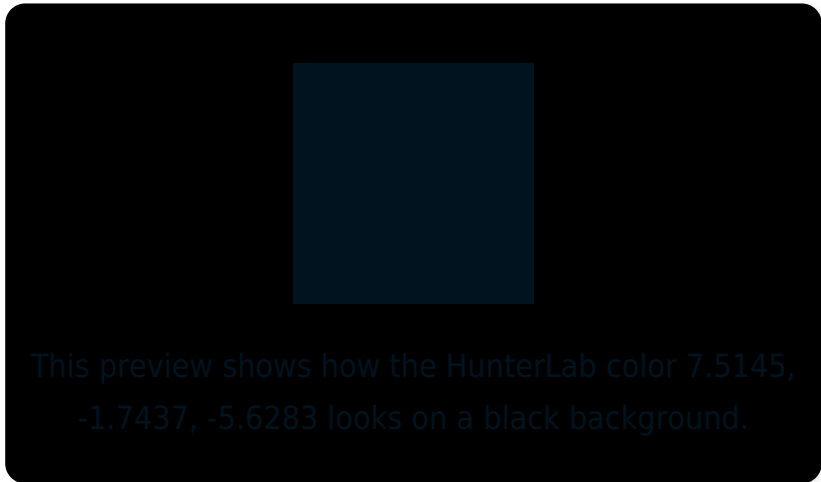 This preview shows how the HunterLab color 7.5145,
-1.7437, -5.6283 looks on a black background.